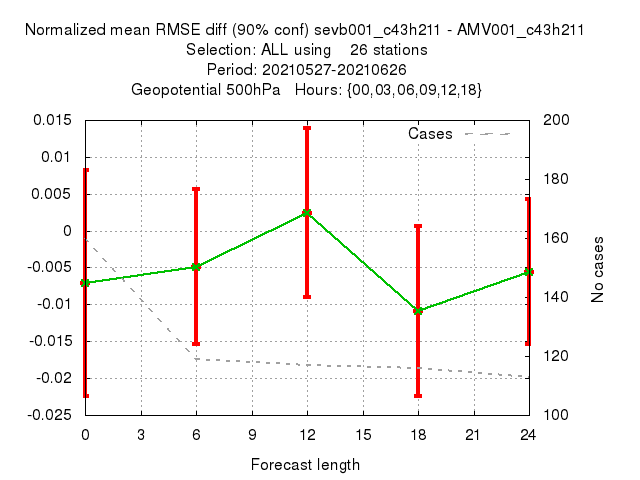 Normalized mean RMSE diff (90% conf) sevb001_c43h211 - AMV001_c43h211
Selection: ALL using    26 stations
Period: 20210527-20210626
Geopotential 500hPa   Hours: {00,03,06,09,12,18}
0.015
0.01
0.005
0
-0.005
-0.01
-0.015
-0.02
-0.025
Cases
200
180
160
140
120
100
No cases
0 3 6 9 12 15 18 21 24
Forecast length